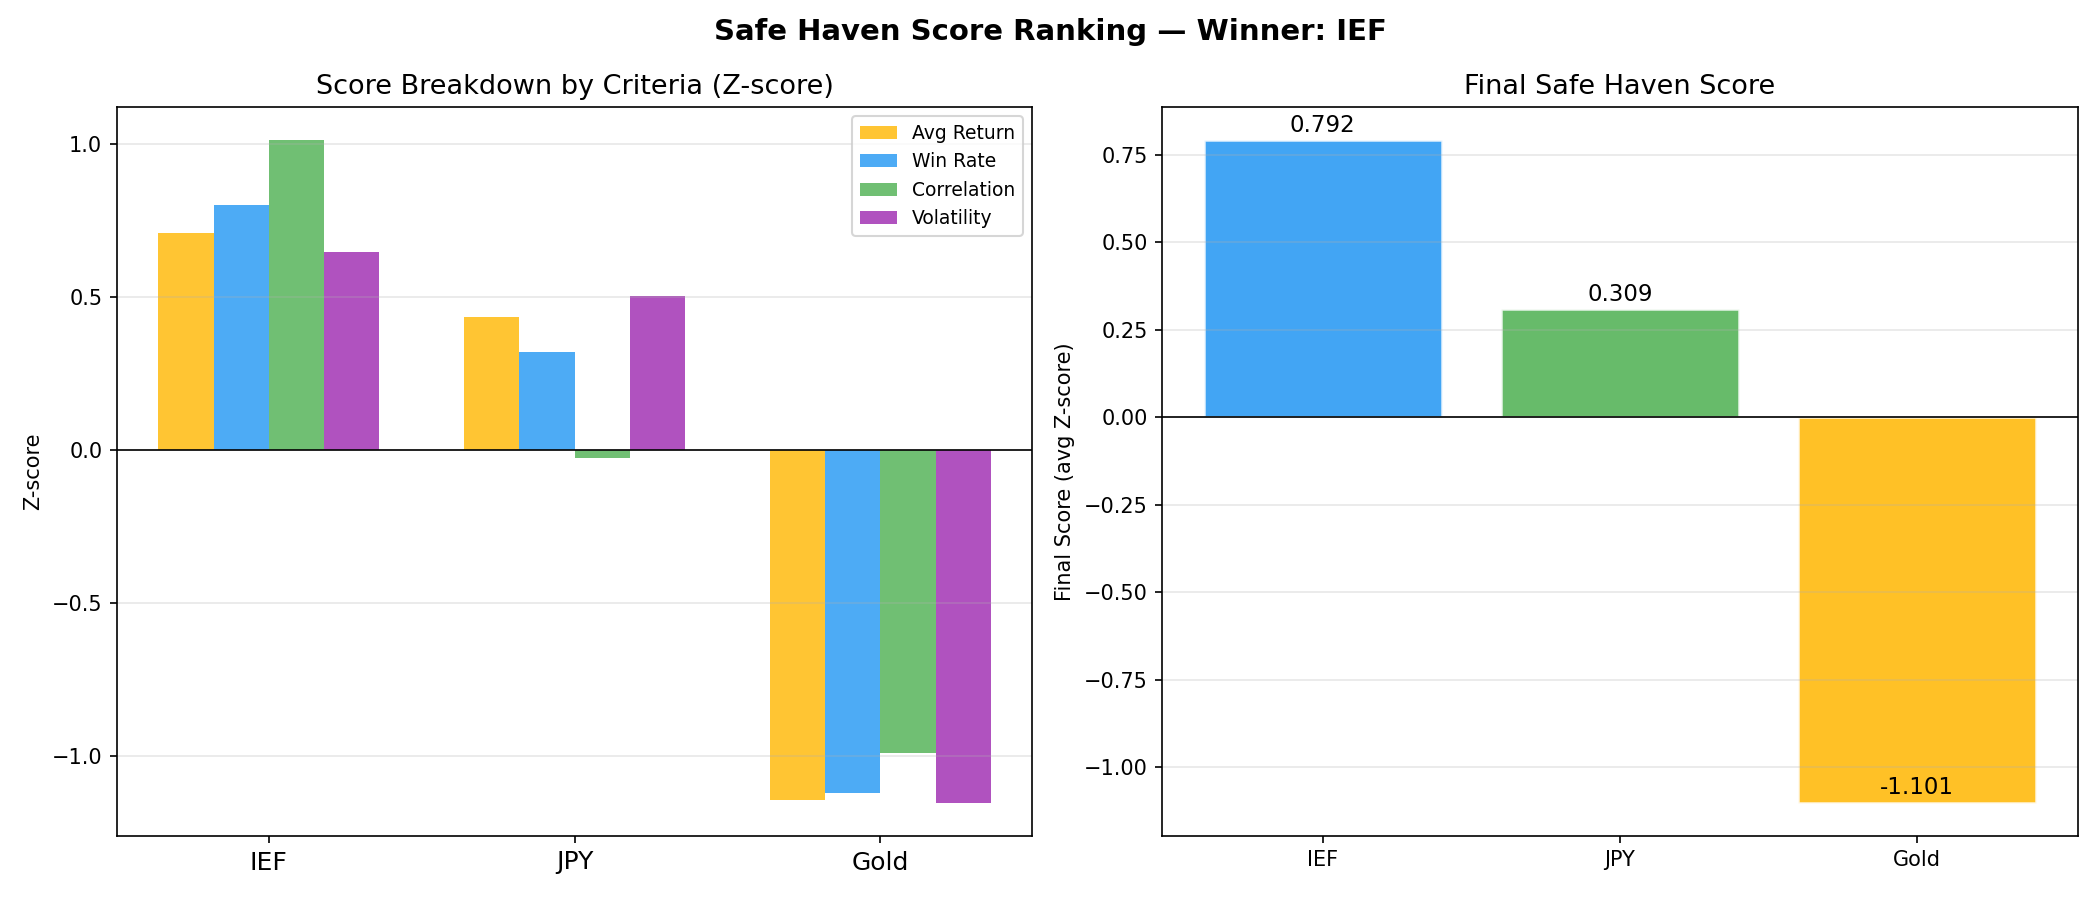 Safe Haven Score Ranking — Winner: IEF
Score Breakdown by Criteria (Z-score)
Z-score
1.0
0.5
0.0
−0.5
−1.0
Avg Return
Win Rate
Correlation
Volatility
IEF
JPY
Gold
Final Safe Haven Score
Final Score (avg Z-score)
0.75
0.50
0.25
0.00
−0.25
−0.50
−0.75
−1.00
0.792
0.309
-1.101
IEF
JPY
Gold